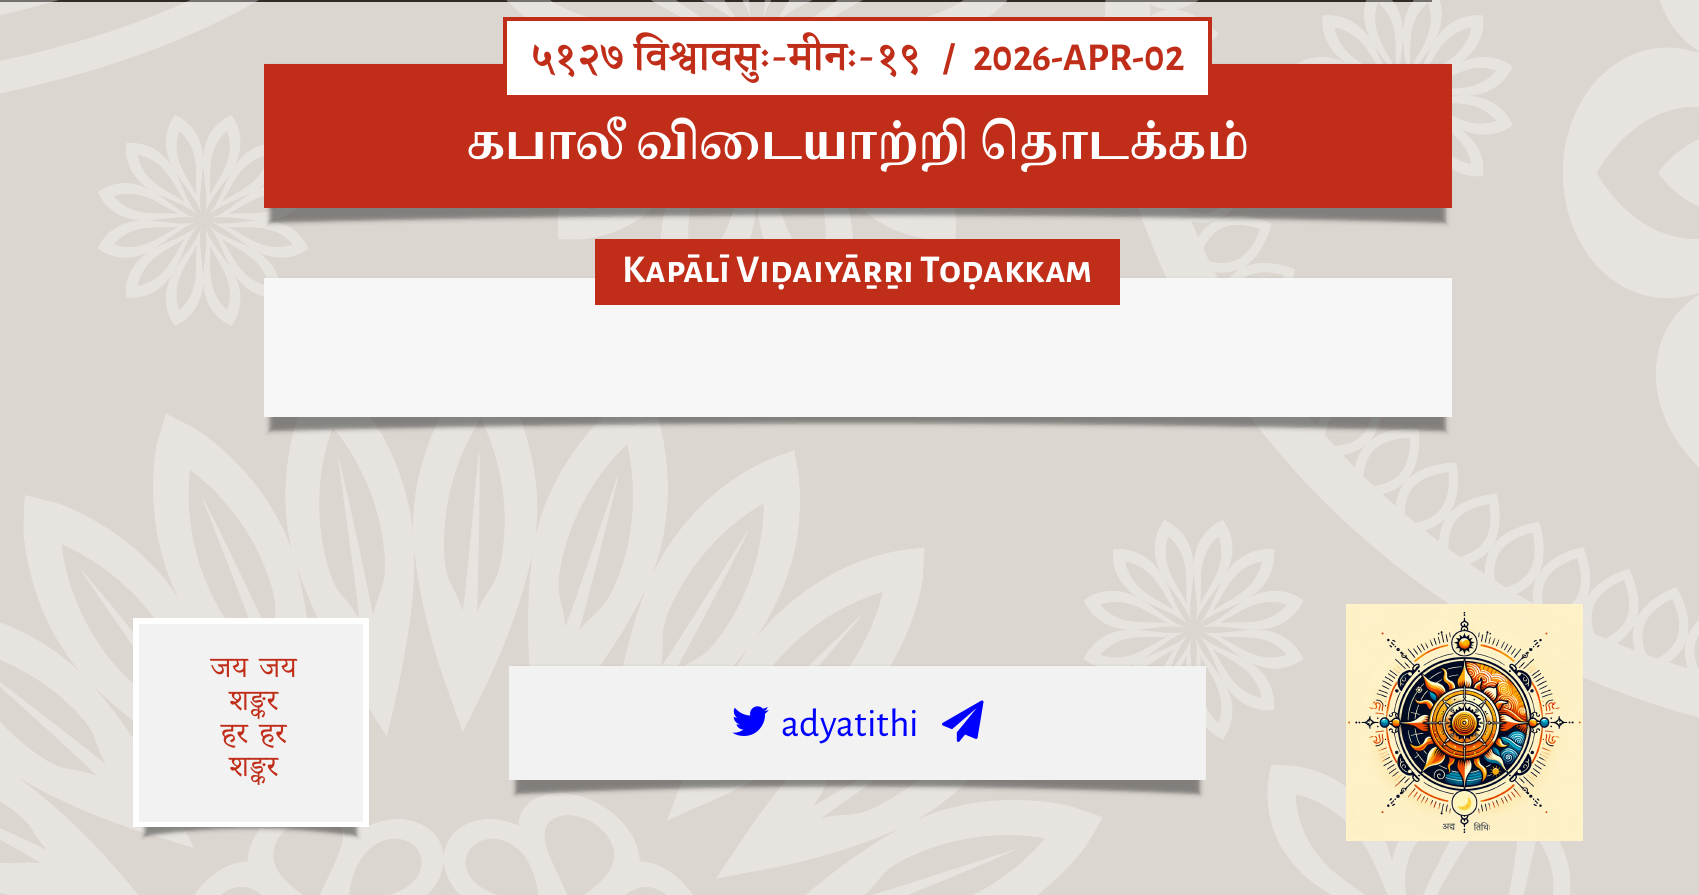 ५१२७ विश्वावसुः-मीनः-१९ / 2026-APR-02
கபாலீ விடையாற்றி தொடக்கம்
Kapālī Viḍaiyāṟṟi Toḍakkam
जय जय
शङ्कर
हर हर
शङ्कर
adyatithi
अद्य तिथिः